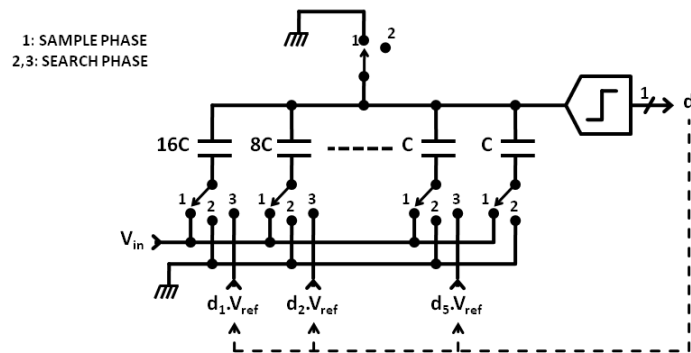 1: SAMPLE PHASE
2,3: SEARCH PHASE
1 2
1 d
16C 8C C C
1 2 3 1 2 3 1 2 3 1 2
Vin
d1.Vref d2.Vref d5.Vref